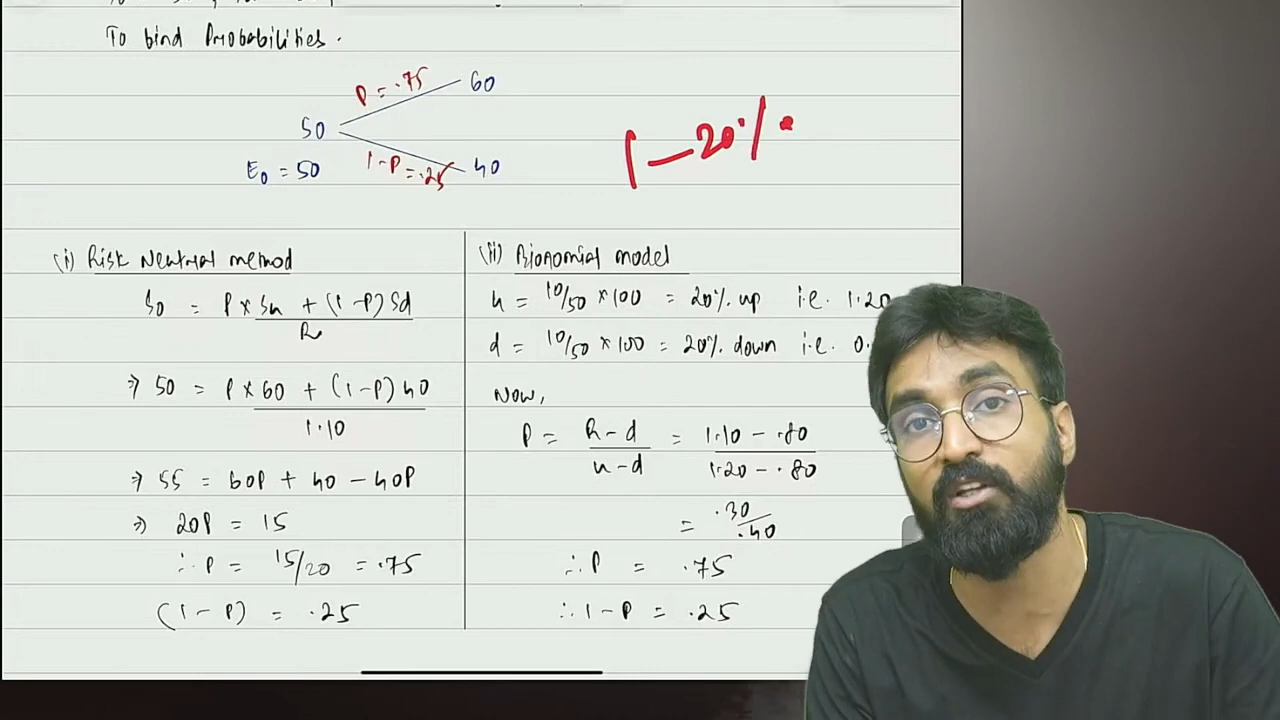 To find Probabilities.
P = .75
60
50
1-P = .25
40
E₀ = 50
1 - 20%
(i) Risk Neutral method
S₀ = P × Su + (1-P) Sd
R
⇒ 50 = P × 60 + (1-P) 40
1.10
⇒ 55 = 60P + 40 - 40P
⇒ 20P = 15
∴ P = 15/20 = .75
(1 - P) = .25
(ii) Binomial model
u = 10/50 × 100 = 20% up i.e. 1.20
d = 10/50 × 100 = 20% down i.e. 0.
Now,
P = R - d = 1.10 - .80
u - d 1.20 - .80
= .30/.40
∴ P = .75
∴ 1 - P = .25